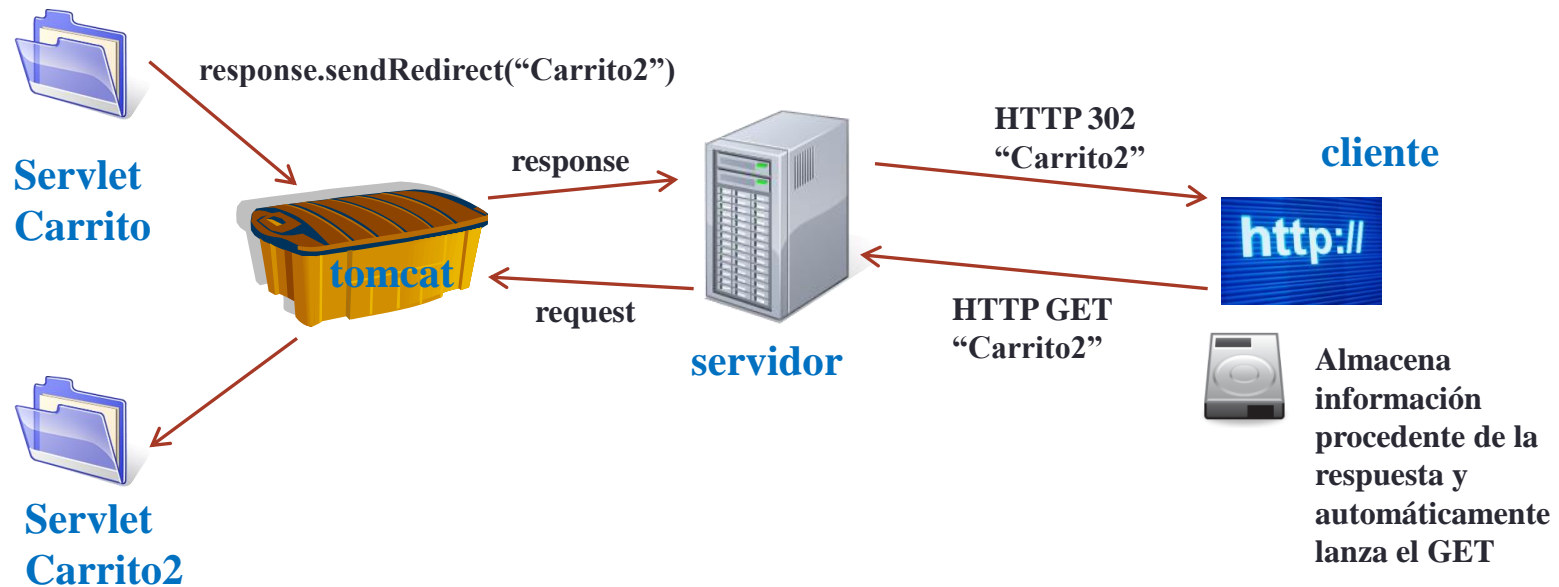 response.sendRedirect(“Carrito2”)
Servlet
Carrito
tomcat
response
request
servidor
HTTP 302
“Carrito2”
HTTP GET
“Carrito2”
cliente
http://
Almacena
información
procedente de la
respuesta y
automáticamente
lanza el GET
Servlet
Carrito2